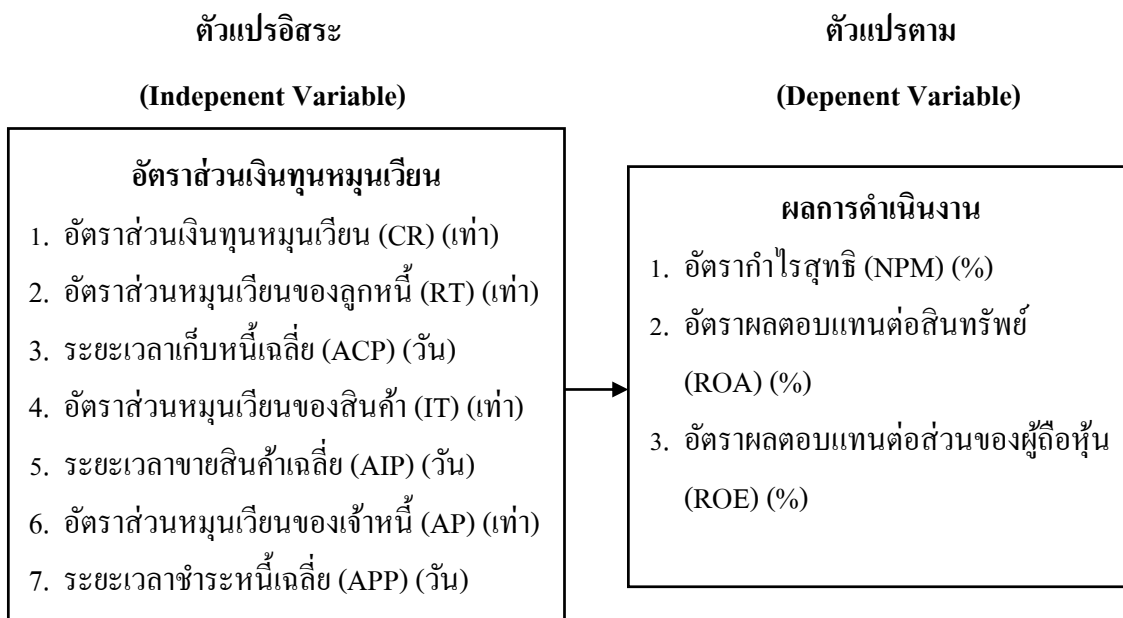 ตัวแปรอิสระ
(Indepenent Variable)
อัตราส่วนเงินทุนหมุนเวียน
1. อัตราส่วนเงินทุนหมุนเวียน (CR) (เท่า)
2. อัตราส่วนหมุนเวียนของลูกหนี้ (RT) (เท่า)
3. ระยะเวลาเก็บหนี้เฉลี่ย (ACP) (วัน)
4. อัตราส่วนหมุนเวียนของสินค้า (IT) (เท่า)
5. ระยะเวลาขายสินค้าเฉลี่ย (AIP) (วัน)
6. อัตราส่วนหมุนเวียนของเจ้าหนี้ (AP) (เท่า)
7. ระยะเวลาชำระหนี้เฉลี่ย (APP) (วัน)
ตัวแปรตาม
(Depenent Variable)
ผลการดำเนินงาน
1. อัตรากำไรสุทธิ (NPM) (%)
2. อัตราผลตอบแทนต่อสินทรัพย์
(ROA) (%)
3. อัตราผลตอบแทนต่อส่วนของผู้ถือหุ้น
(ROE) (%)